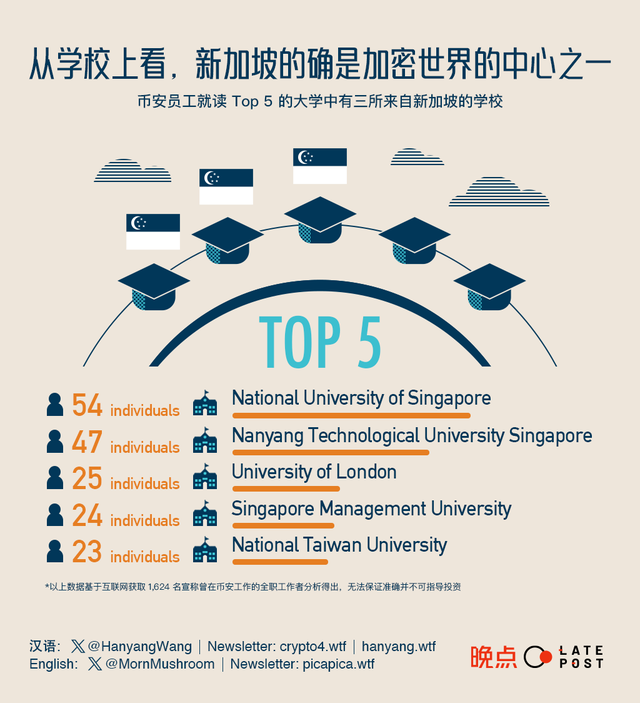 从学校上看，新加坡的确是加密世界的中心之一
币安员工就读 Top 5 的大学中有三所来自新加坡的学校
TOP 5
54 individuals National University of Singapore
47 individuals Nanyang Technological University Singapore
25 individuals University of London
24 individuals Singapore Management University
23 individuals National Taiwan University
*以上数据基于互联网获取 1,624 名宣称曾在币安工作的全职工作者分析得出，无法保证准确并不可指导投资
汉语： X @HanyangWang | Newsletter: crypto4.wtf | hanyang.wtf
English: X @MornMushroom | Newsletter: picapica.wtf
晚点 LATE POST